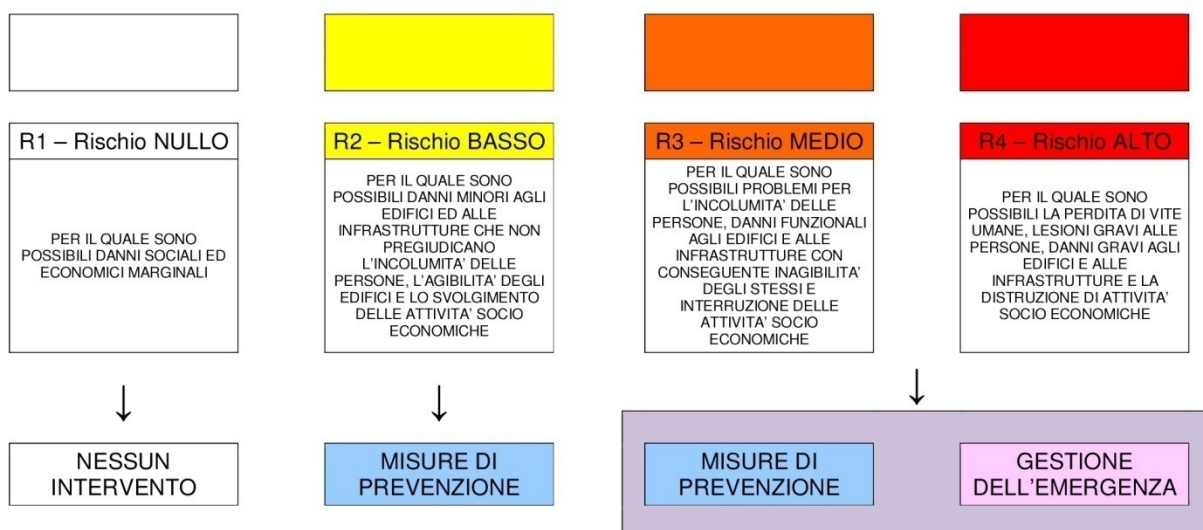 R1 – Rischio NULLO
PER IL QUALE SONO
POSSIBILI DANNI SOCIALI ED
ECONOMICI MARGINALI
R2 – Rischio BASSO
PER IL QUALE SONO
POSSIBILI DANNI MINORI AGLI
EDIFICI ED ALLE
INFRASTRUTTURE CHE NON
PREGIUDICANO
L'INCOLUMITA' DELLE
PERSONE, L'AGIBILITA' DEGLI
EDIFICI E LO SVOLGIMENTO
DELLE ATTIVITA' SOCIO
ECONOMICHE
R3 – Rischio MEDIO
PER IL QUALE SONO
POSSIBILI PROBLEMI PER
L'INCOLUMITA' DELLE
PERSONE, DANNI FUNZIONALI
AGLI EDIFICI E ALLE
INFRASTRUTTURE CON
CONSEGUENTE INAGIBILITA'
DEGLI STESSI E
INTERRUZIONE DELLE
ATTIVITA' SOCIO
ECONOMICHE
R4 – Rischio ALTO
PER IL QUALE SONO
POSSIBILI LA PERDITA DI VITE
UMANE, LESIONI GRAVI ALLE
PERSONE, DANNI GRAVI AGLI
EDIFICI E ALLE
INFRASTRUTTURE E LA
DISTRUZIONE DI ATTIVITA'
SOCIO ECONOMICHE
NESSUN
INTERVENTO
MISURE DI
PREVENZIONE
MISURE DI
PREVENZIONE
GESTIONE
DELL'EMERGENZA